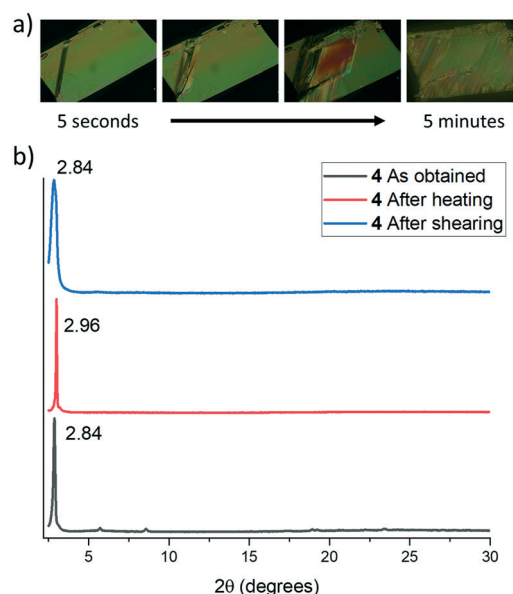 a)
5 seconds
5 minutes
b)
2.84
4 As obtained
4 After heating
4 After shearing
2.96
2.84
5
10
15
20
25
30
2θ (degrees)